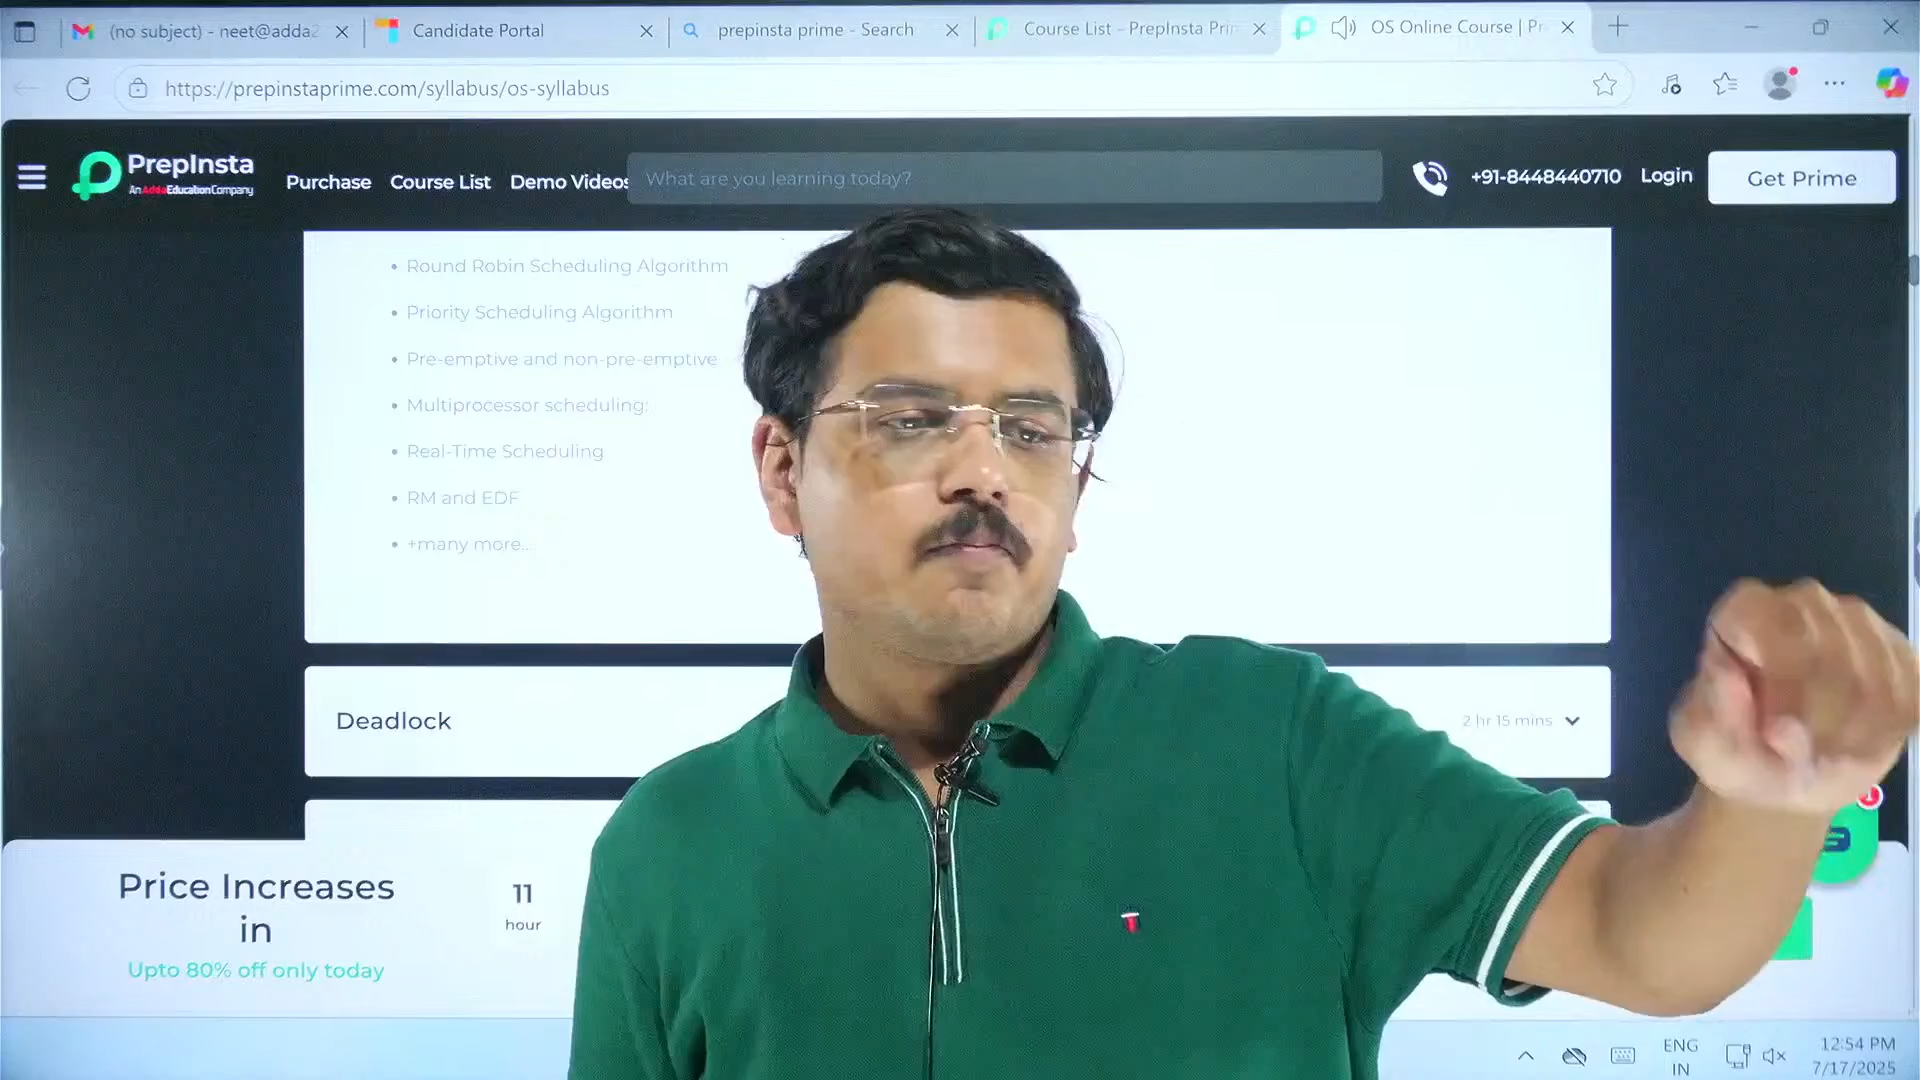 (no subject) - neet@adda2
Candidate Portal
prepinsta prime - Search
Course List - PrepInsta Prim
OS Online Course | Pr
https://prepinstaprime.com/syllabus/os-syllabus
PrepInsta
An Adda Education Company
Purchase
Course List
Demo Videos
What are you learning today?
+91-8448440710
Login
Get Prime
• Round Robin Scheduling Algorithm
• Priority Scheduling Algorithm
• Pre-emptive and non-pre-emptive
• Multiprocessor scheduling:
• Real-Time Scheduling
• RM and EDF
• +many more...
Deadlock
2 hr 15 mins
1
Price Increases
in
11
hour
Upto 80% off only today
ENG
IN
12:54 PM
7/17/2025